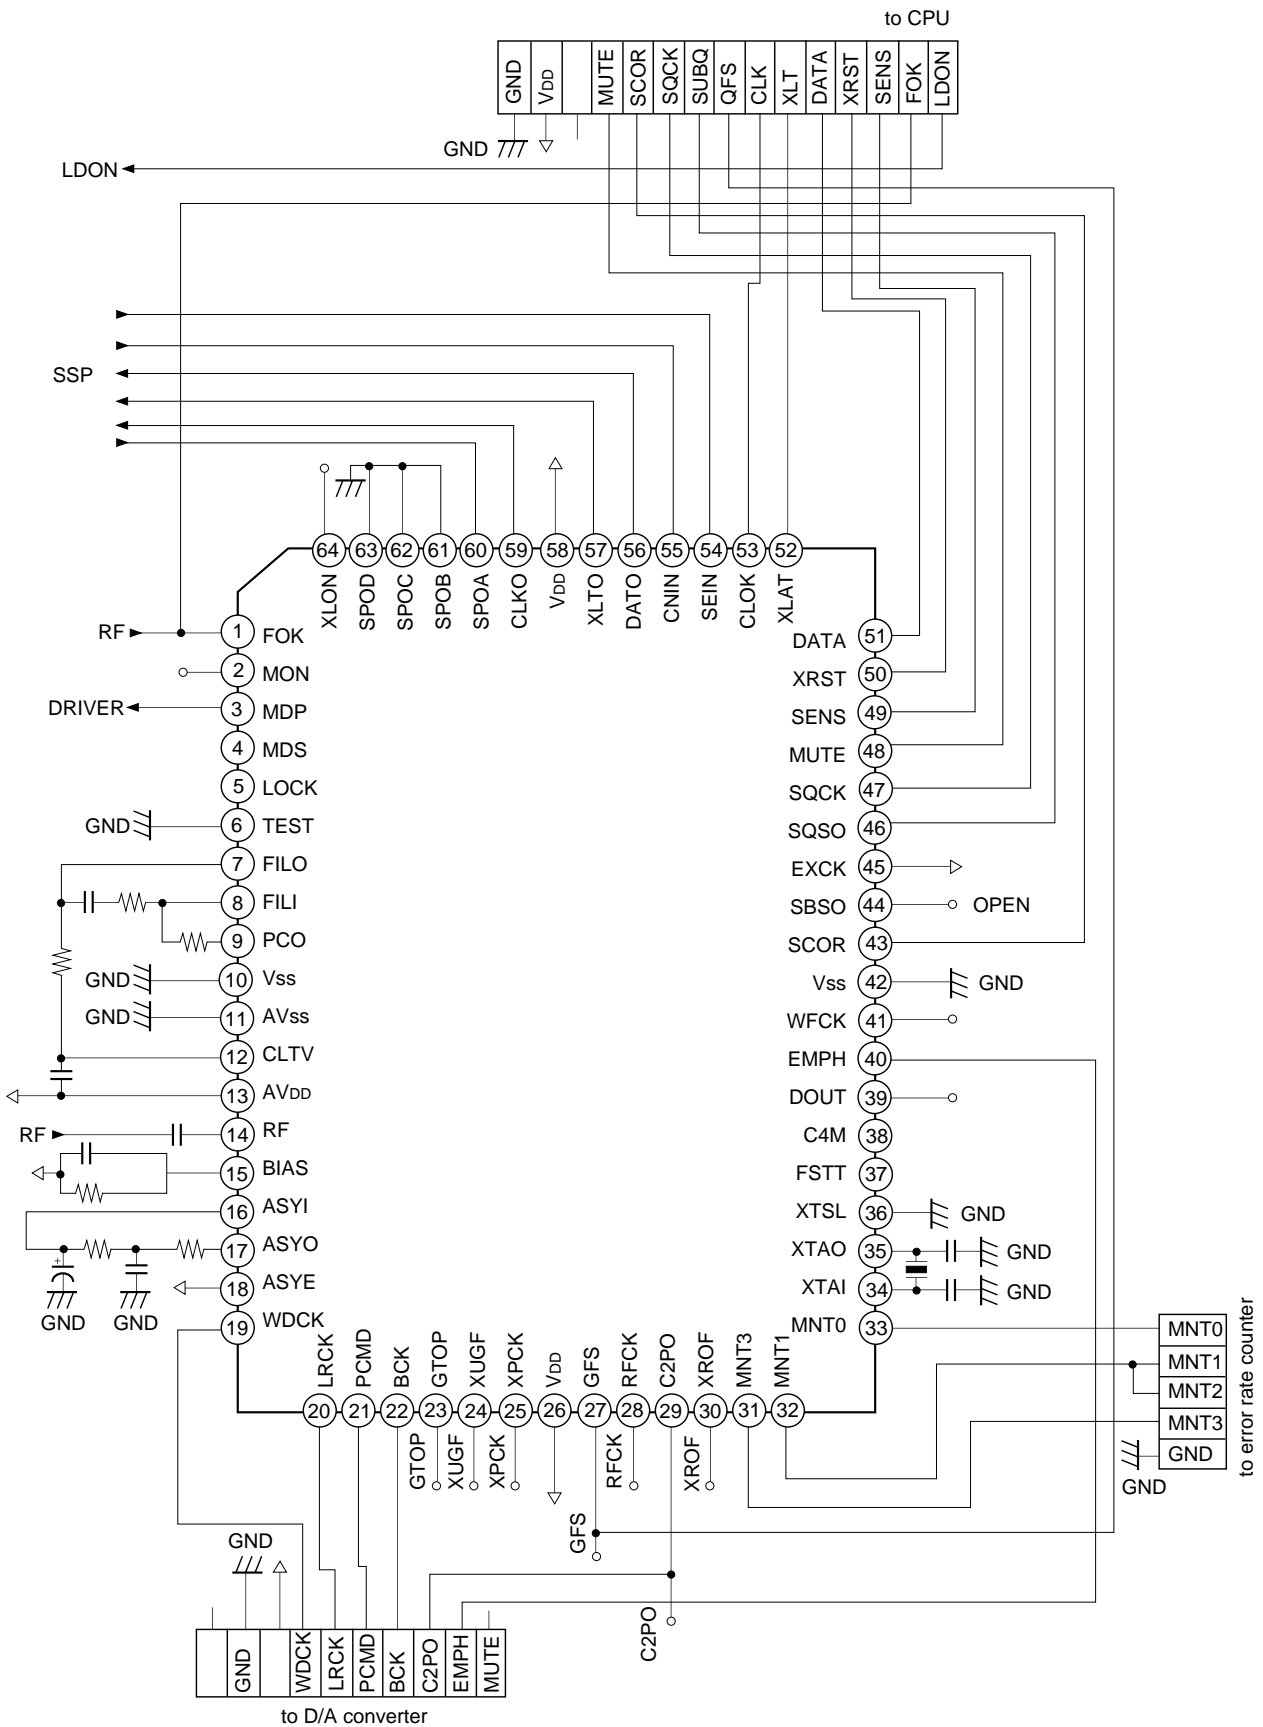 to CPU
GND
VDD
MUTE
SCOR
SQCK
SUBQ
QFS
CLK
XLT
DATA
XRST
SENS
FOK
LDON
GND
LDON
SSP
64
63
62
61
60
59
58
57
56
55
54
53
52
XLON
SPOD
SPOC
SPOB
SPOA
CLKO
VDD
XLTO
DATO
CNIN
SEIN
CLOK
XLAT
RF
1 FOK
2 MON
DRIVER
3 MDP
4 MDS
5 LOCK
GND
6 TEST
7 FILO
8 FILI
9 PCO
GND
10 Vss
GND
11 AVss
12 CLTV
13 AVDD
RF
14 RF
15 BIAS
16 ASYI
17 ASYO
18 ASYE
GND
GND
19 WDCK
DATA 51
XRST 50
SENS 49
MUTE 48
SQCK 47
SQSO 46
EXCK 45
SBSO 44 OPEN
SCOR 43
Vss 42 GND
WFCK 41
EMPH 40
DOUT 39
C4M 38
FSTT 37
XTSL 36 GND
XTAO 35 GND
XTAI 34 GND
MNT0 33
LRCK
PCMD
BCK
GTOP
XUGF
XPCK
VDD
GFS
RFCK
C2PO
XROF
MNT3
MNT1
20
21
22
23
24
25
26
27
28
29
30
31
32
GTOP
XUGF
XPCK
GFS
RFCK
C2PO
XROF
MNT0
MNT1
MNT2
MNT3
GND
GND
to error rate counter
GND
GND
WDCK
LRCK
PCMD
BCK
C2PO
EMPH
MUTE
to D/A converter